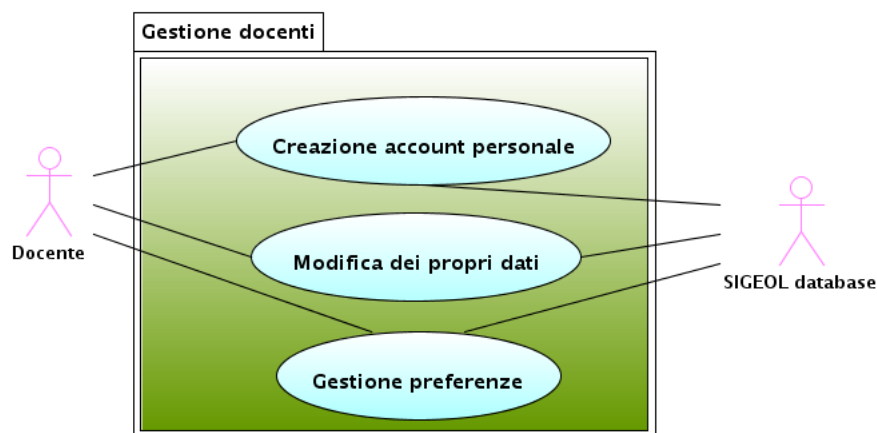 Gestione docenti
Creazione account personale
Docente
Modifica dei propri dati
SIGEOL database
Gestione preferenze